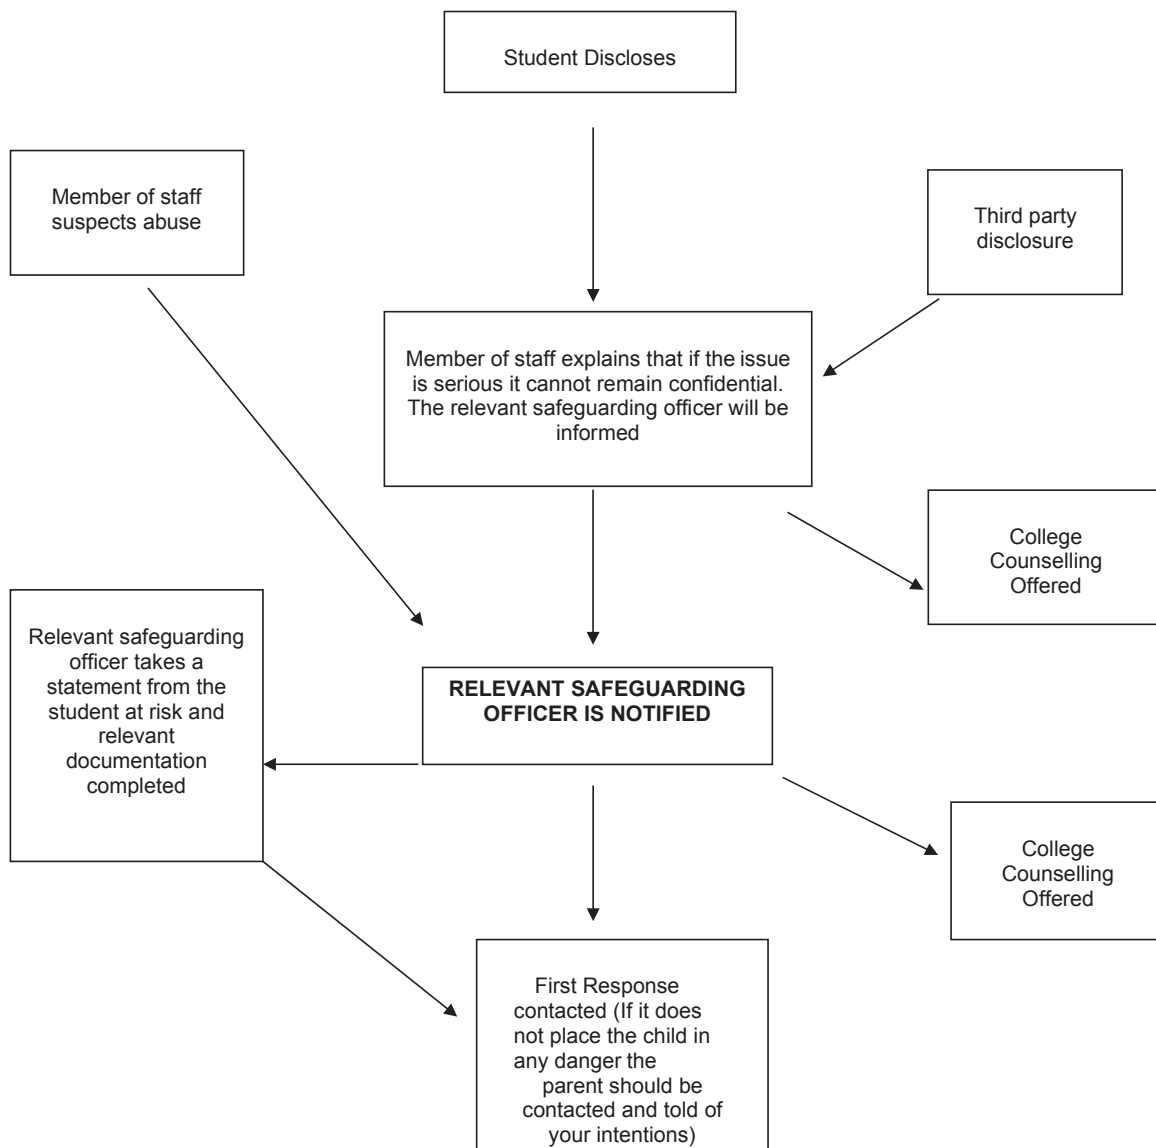 Student Discloses
Member of staff
suspects abuse
Third party
disclosure
Member of staff explains that if the issue
is serious it cannot remain confidential.
The relevant safeguarding officer will be
informed
College
Counselling
Offered
Relevant safeguarding
officer takes a
statement from the
student at risk and
relevant
documentation
completed
RELEVANT SAFEGUARDING
OFFICER IS NOTIFIED
College
Counselling
Offered
First Response
contacted (If it does
not place the child in
any danger the
parent should be
contacted and told of
your intentions)